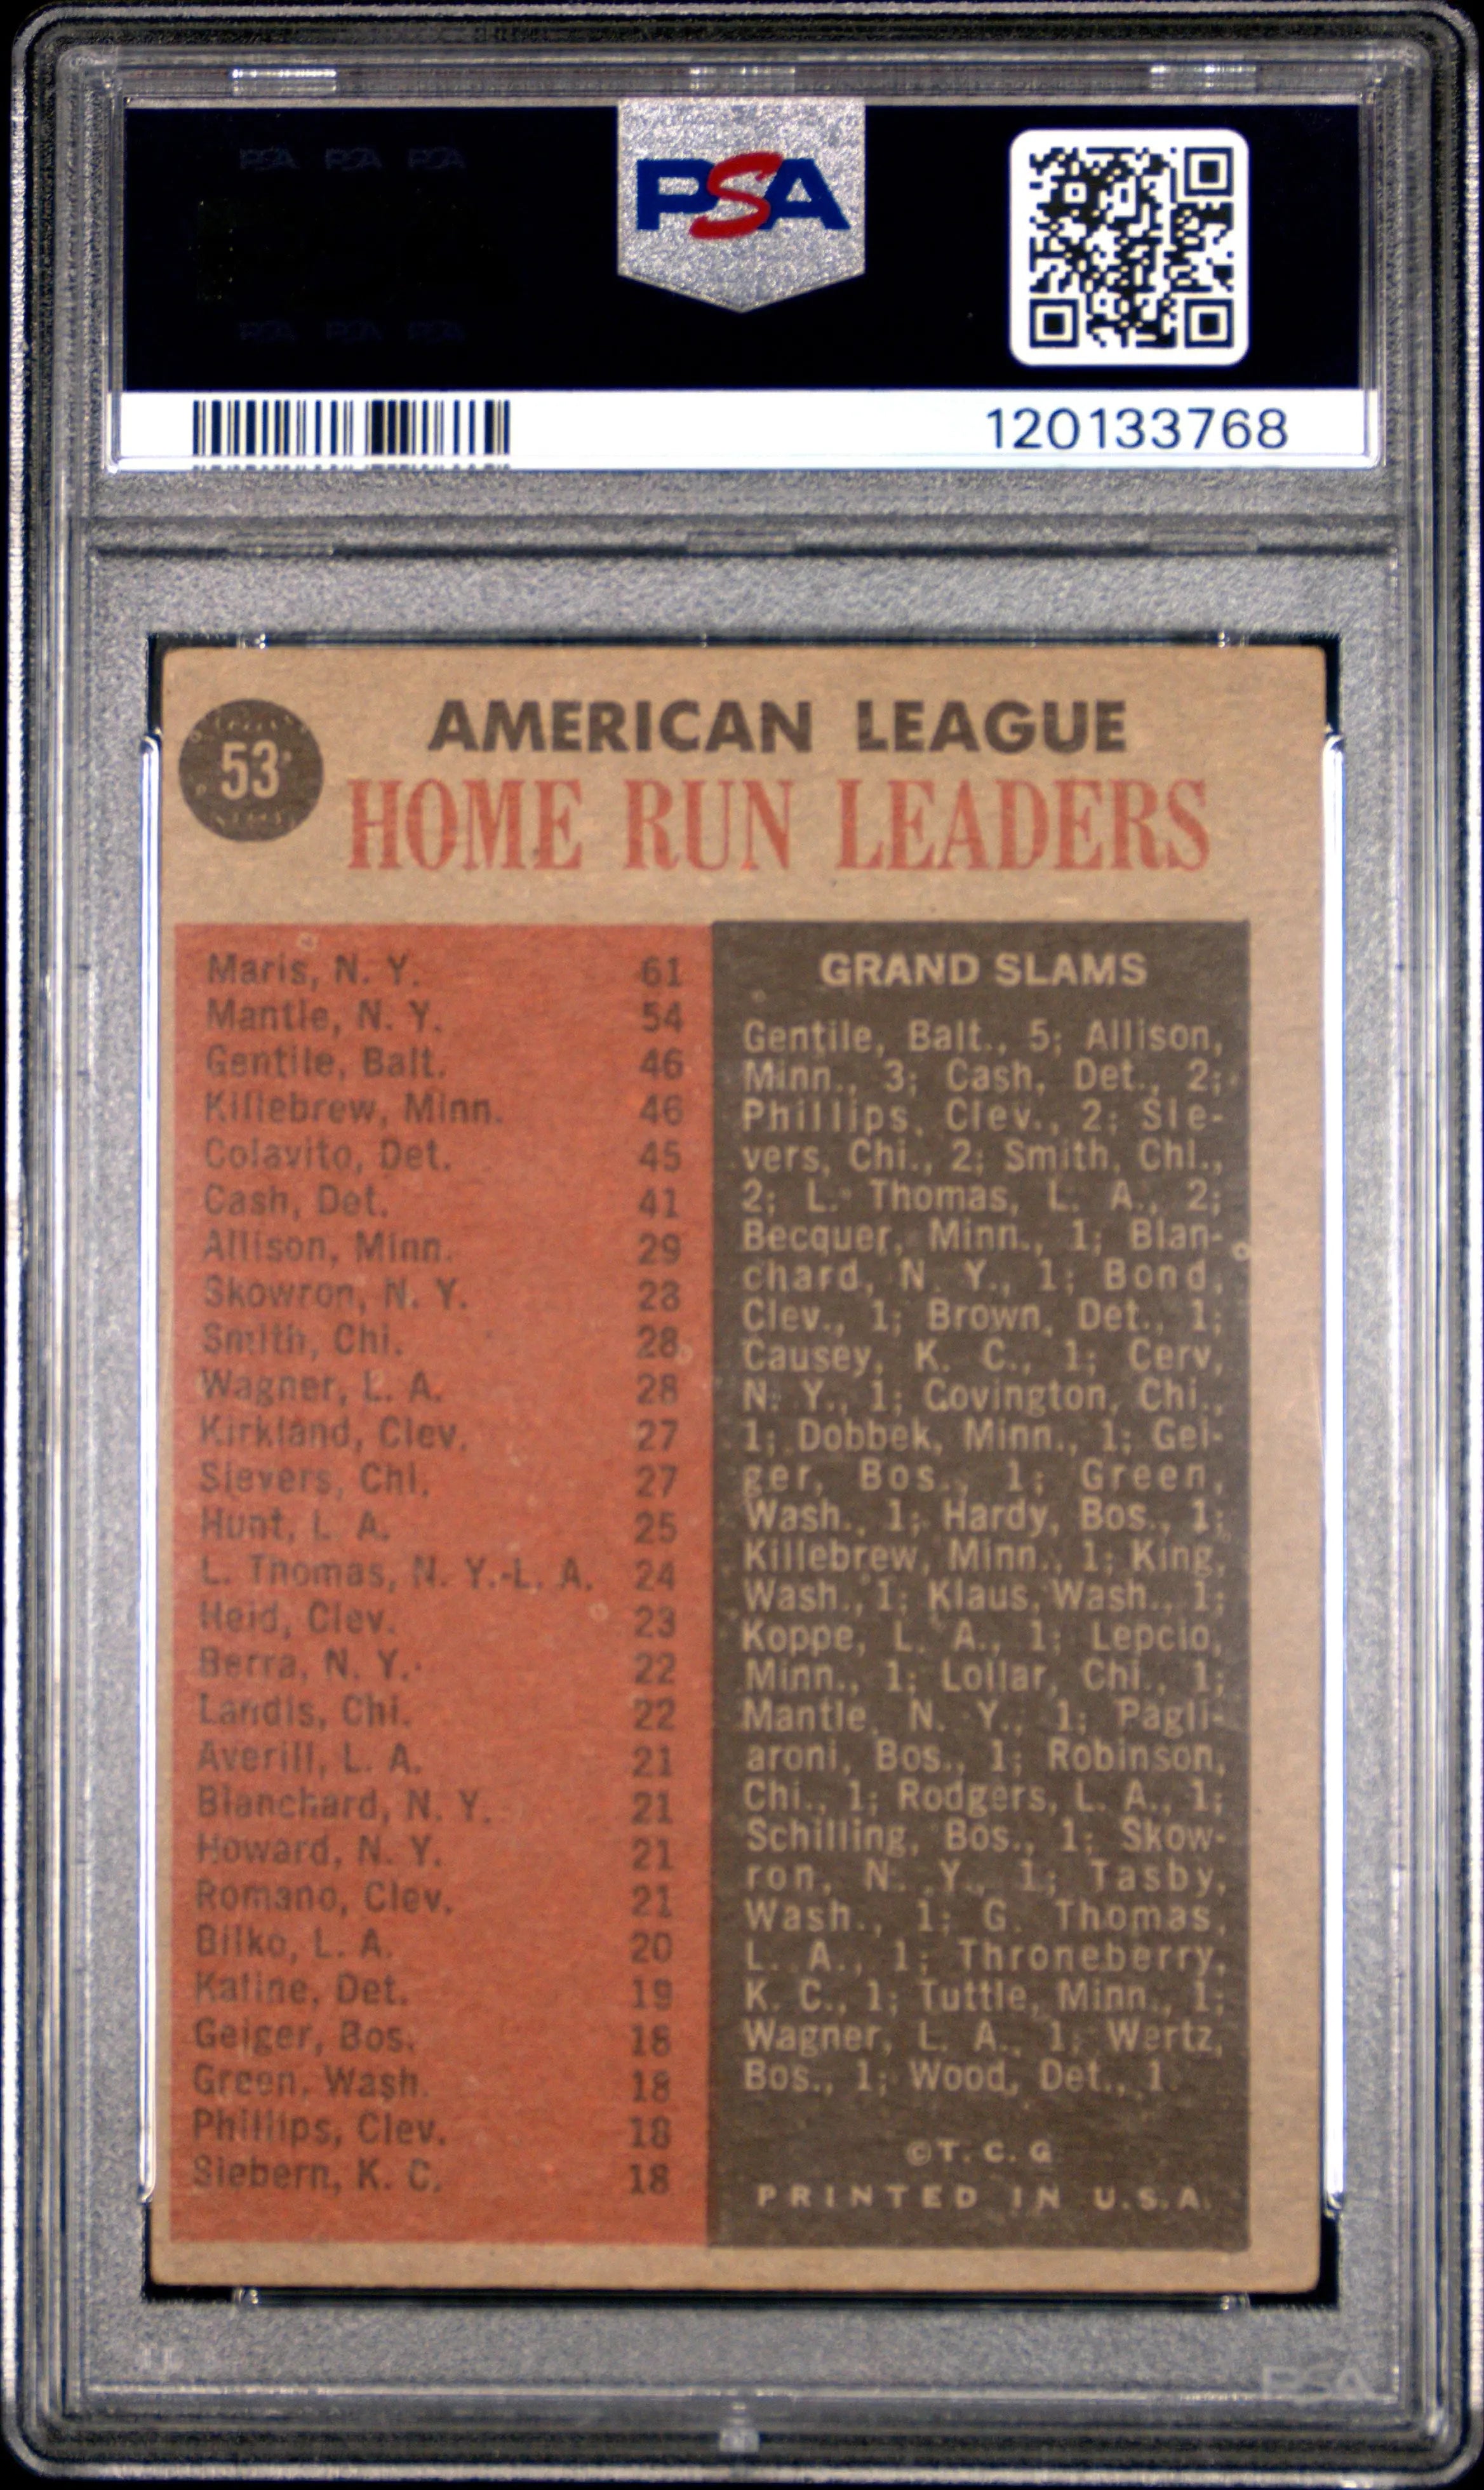 PSA PSA PSA
PSA
PSA PSA PSA
120133768
53
AMERICAN LEAGUE
HOME RUN LEADERS
Maris, N. Y. 61
Mantle, N. Y. 54
Gentile, Balt. 46
Killebrew, Minn. 46
Colavito, Det. 45
Cash, Det. 41
Allison, Minn. 29
Skowron, N. Y. 28
Smith, Chi. 28
Wagner, L. A. 28
Kirkland, Clev. 27
Sievers, Chi. 27
Hunt, L. A. 25
L. Thomas, N. Y.-L. A. 24
Held, Clev. 23
Berra, N. Y. 22
Landis, Chi. 22
Averill, L. A. 21
Blanchard, N. Y. 21
Howard, N. Y. 21
Romano, Clev. 21
Bilko, L. A. 20
Kaline, Det. 19
Geiger, Bos. 18
Green, Wash. 18
Phillips, Clev. 18
Siebern, K. C. 18
GRAND SLAMS
Gentile, Balt., 5; Allison,
Minn., 3; Cash, Det., 2;
Phillips, Clev., 2; Sie-
vers, Chi., 2; Smith, Chi.,
2; L. Thomas, L. A., 2;
Becquer, Minn., 1; Blan-
chard, N. Y., 1; Bond,
Clev., 1; Brown, Det., 1;
Causey, K. C., 1; Cerv,
N. Y., 1; Covington, Chi.,
1; Dobbek, Minn., 1; Gei-
ger, Bos., 1; Green,
Wash., 1; Hardy, Bos., 1;
Killebrew, Minn., 1; King,
Wash., 1; Klaus, Wash., 1;
Koppe, L. A., 1; Lepcio,
Minn., 1; Lollar, Chi., 1;
Mantle, N. Y., 1; Pagli-
aroni, Bos., 1; Robinson,
Chi., 1; Rodgers, L. A., 1;
Schilling, Bos., 1; Skow-
ron, N. Y., 1; Tasby,
Wash., 1; G. Thomas,
L. A., 1; Throneberry,
K. C., 1; Tuttle, Minn., 1;
Wagner, L. A., 1; Wertz,
Bos., 1; Wood, Det., 1.
© T. C. G.
PRINTED IN U.S.A.
PSA